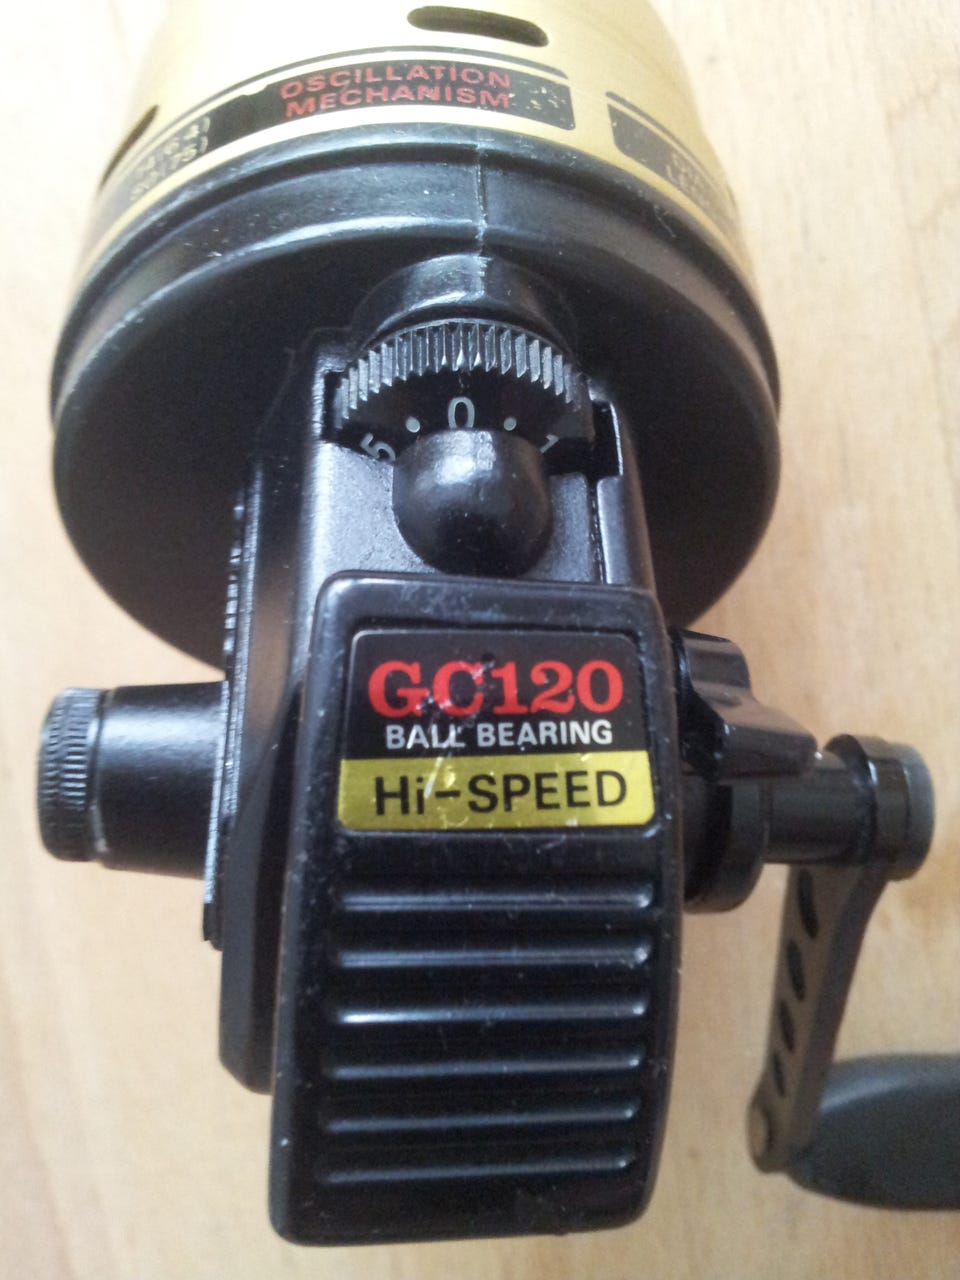 OSCILLATION
MECHANISM
5 · 0 · 1
GC120
BALL BEARING
Hi-SPEED